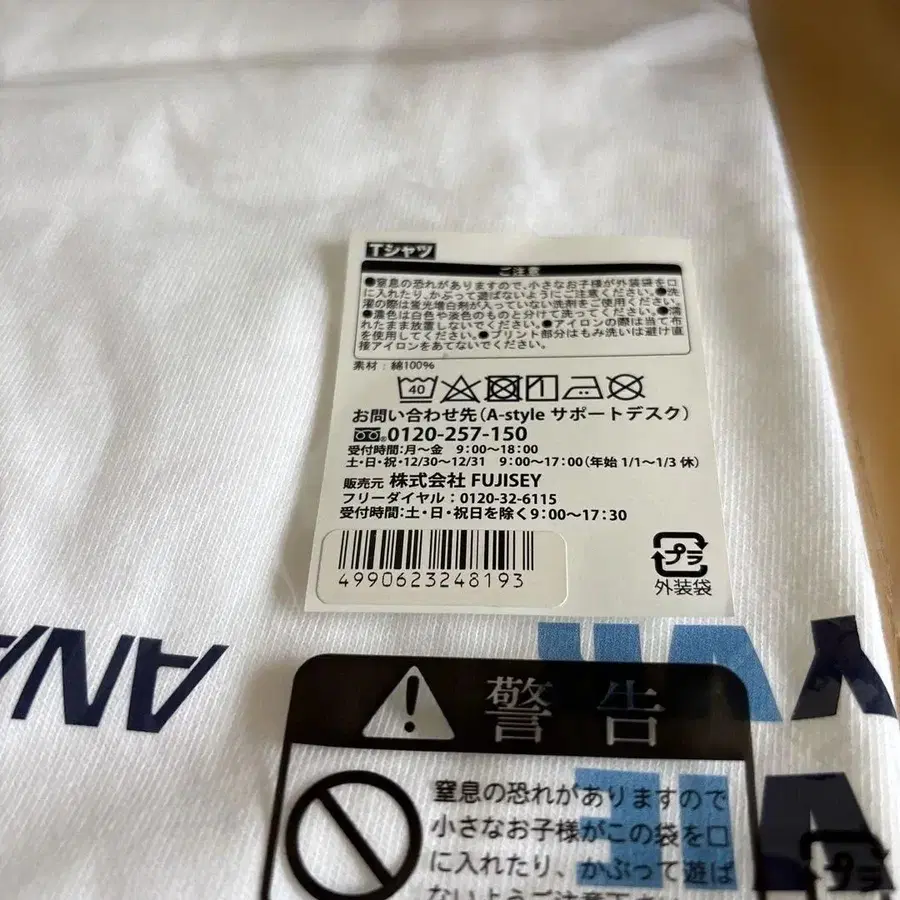 Tシャツ
ご注意
●窒息の恐れがありますので、小さなお子様が外装袋を口
に入れたり、かぶって遊ばないようにご注意ください。●洗
濯の際は蛍光増白剤が入っていない洗剤をご使用ください。
●濃色は白色や淡色のものと分けて洗ってください。●濡
れたまま放置しないでください。●アイロンの際は当て布
を使用してください。●プリント部分はもみ洗いは避け直
接アイロンをあてないでください。
素材:綿100%
40
お問い合わせ先(A-style サポートデスク)
0120-257-150
受付時間:月〜金 9:00〜18:00
土・日・祝・12/30〜12/31 9:00〜17:00(年始 1/1〜1/3 休)
販売元 株式会社 FUJISEY
フリーダイヤル:0120-32-6115
受付時間:土・日・祝日を除く9:00〜17:30
4990623248193
プラ
外装袋
ANA
警告
窒息の恐れがありますので
小さなお子様がこの袋を口
に入れたり、かぶって遊ば
ないようご注意下さい
プラ